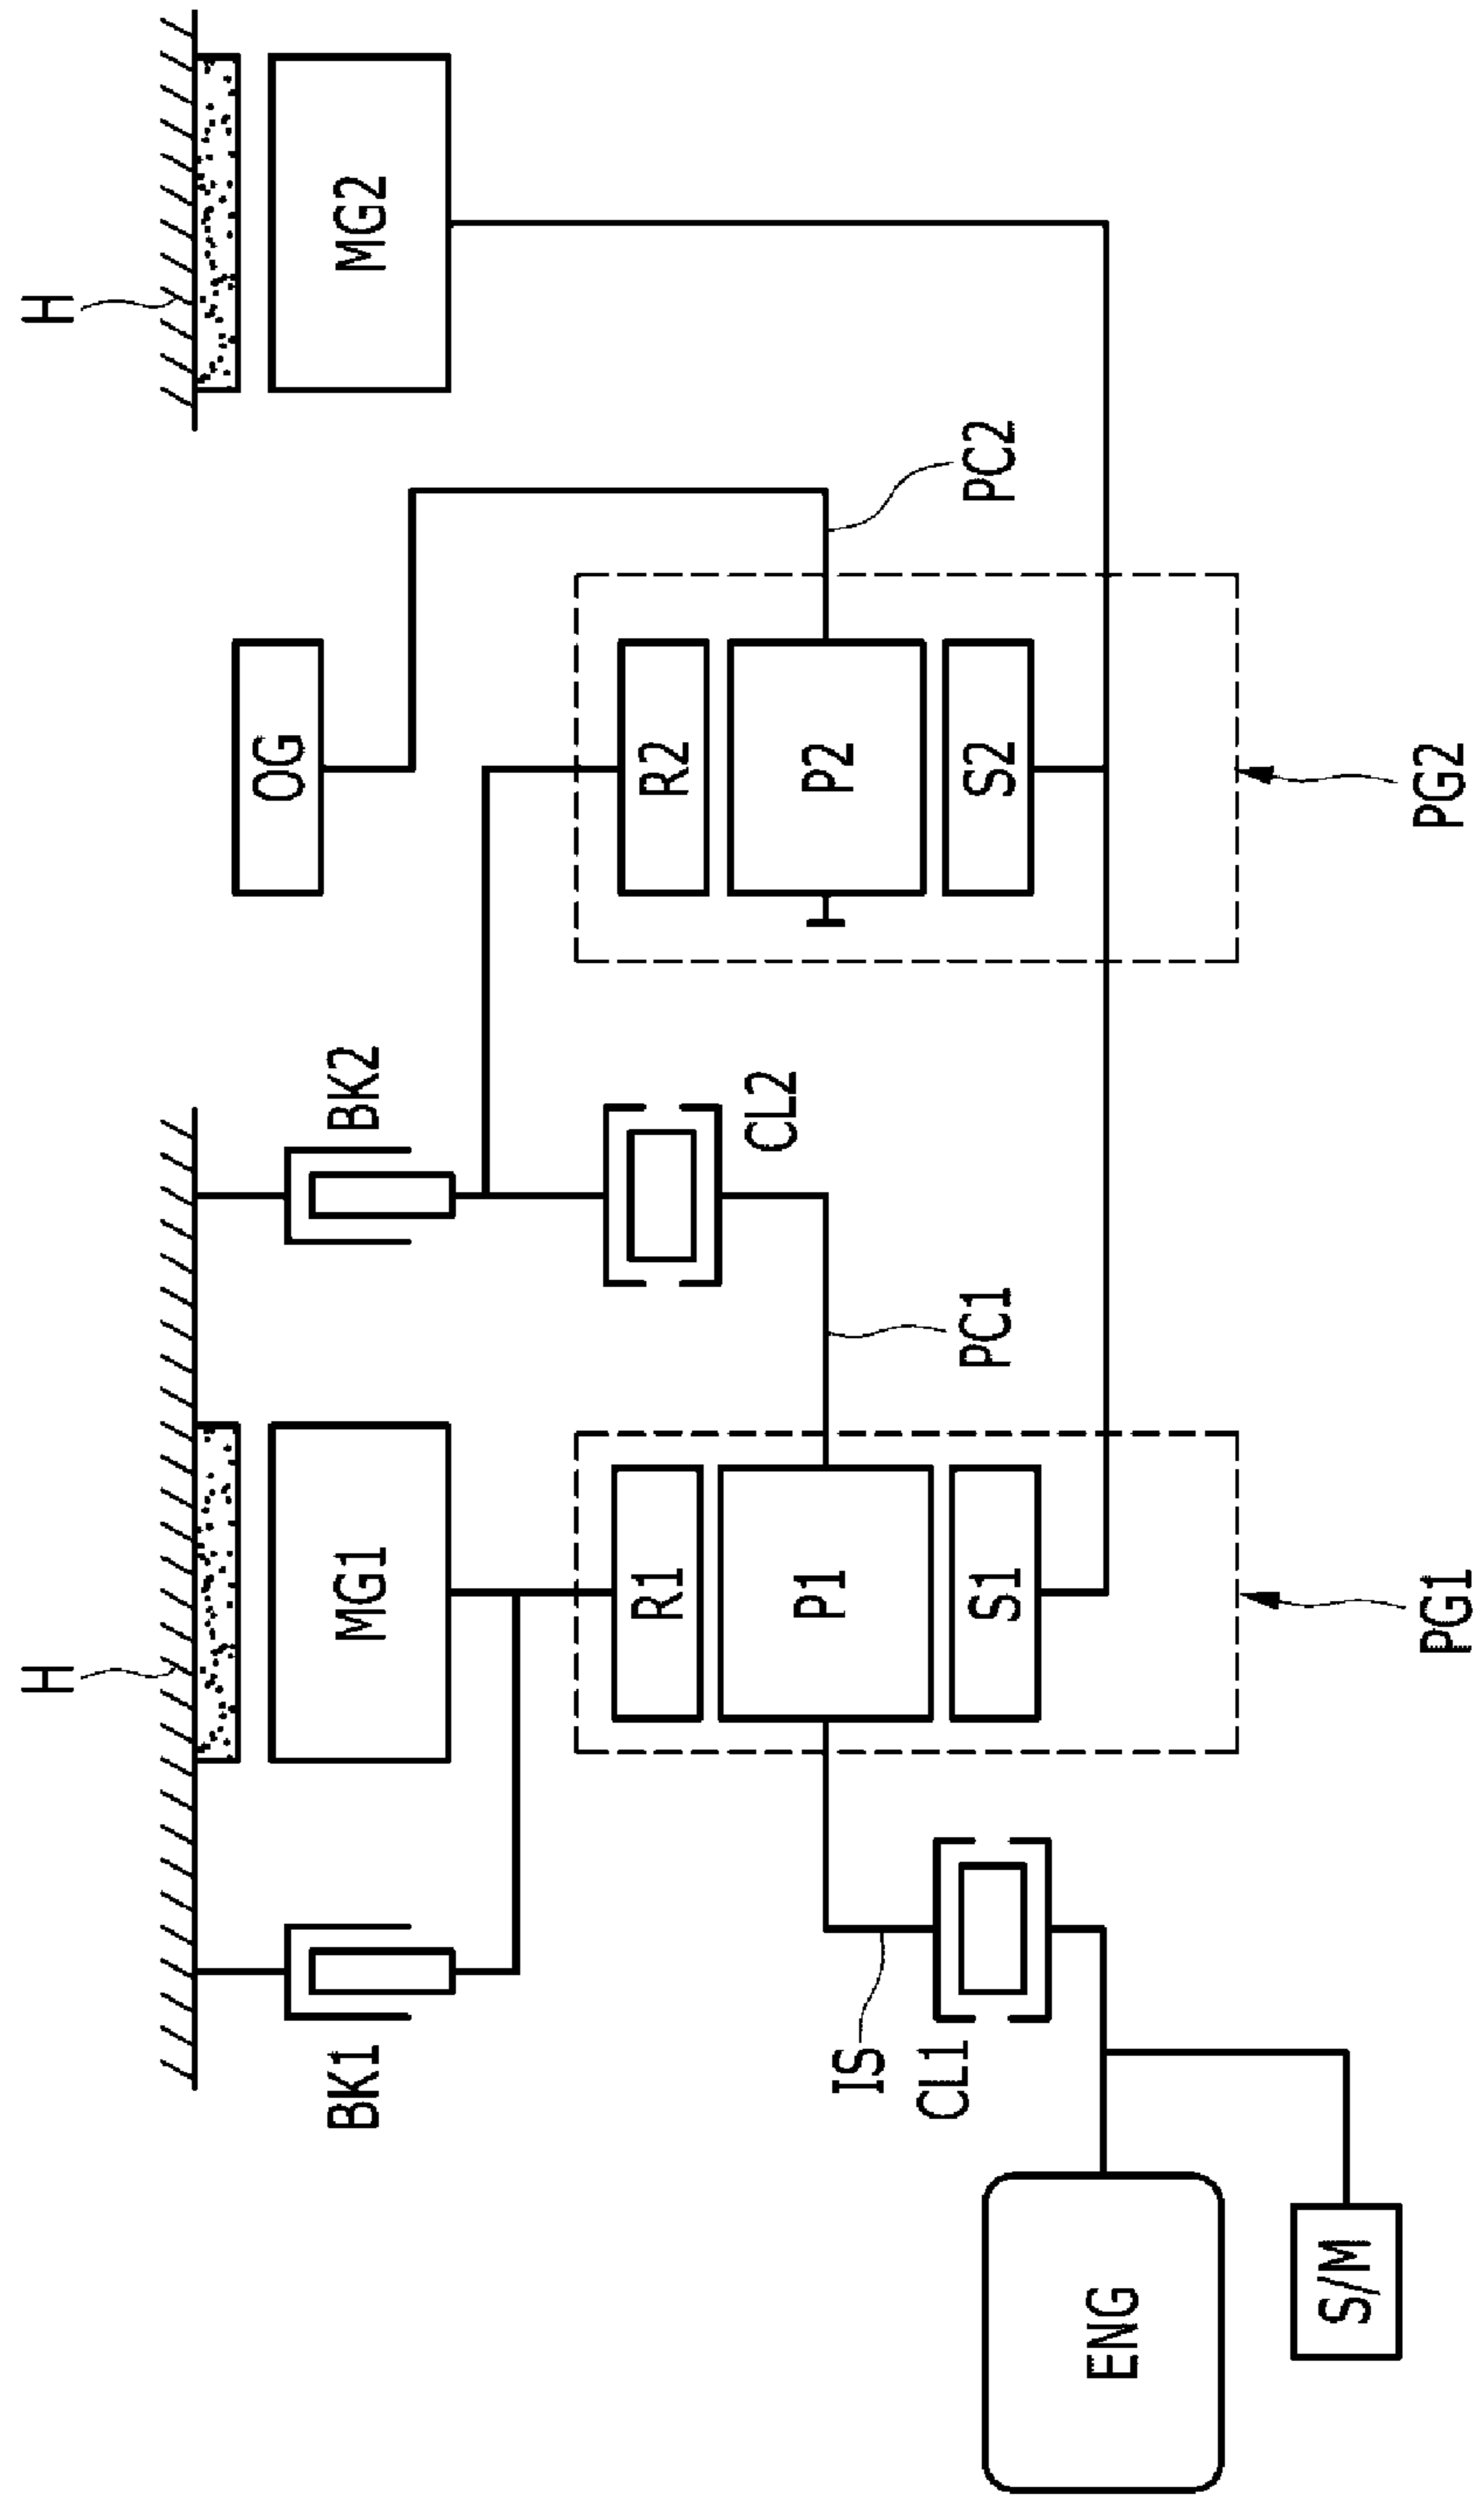 H
H
BK1
MG1
BK2
OG
MG2
R1
P1
S1
CL2
R2
P2
S2
PC1
PC2
IS
CL1
ENG
S/M
PG1
PG2